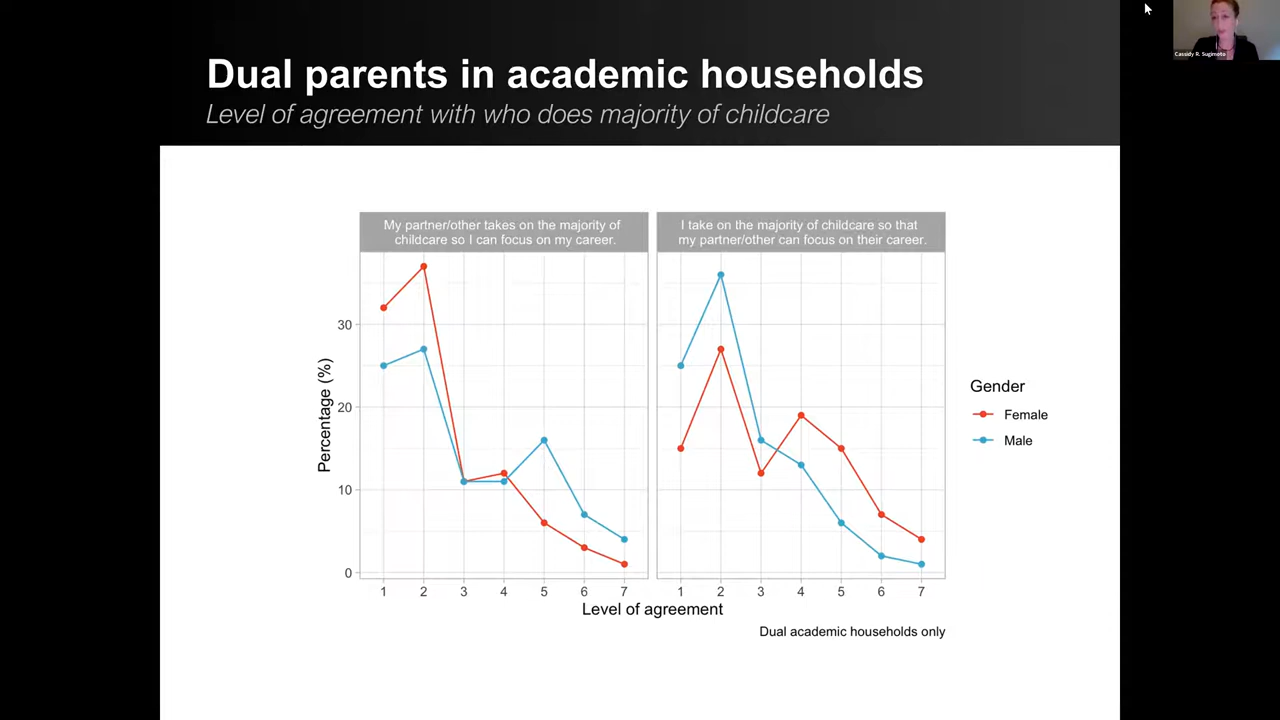 Dual parents in academic households
Level of agreement with who does majority of childcare
Cassidy R. Sugimoto
My partner/other takes on the majority of
childcare so I can focus on my career.
I take on the majority of childcare so that
my partner/other can focus on their career.
Percentage (%)
30
20
10
0
1 2 3 4 5 6 7
1 2 3 4 5 6 7
Level of agreement
Dual academic households only
Gender
Female
Male